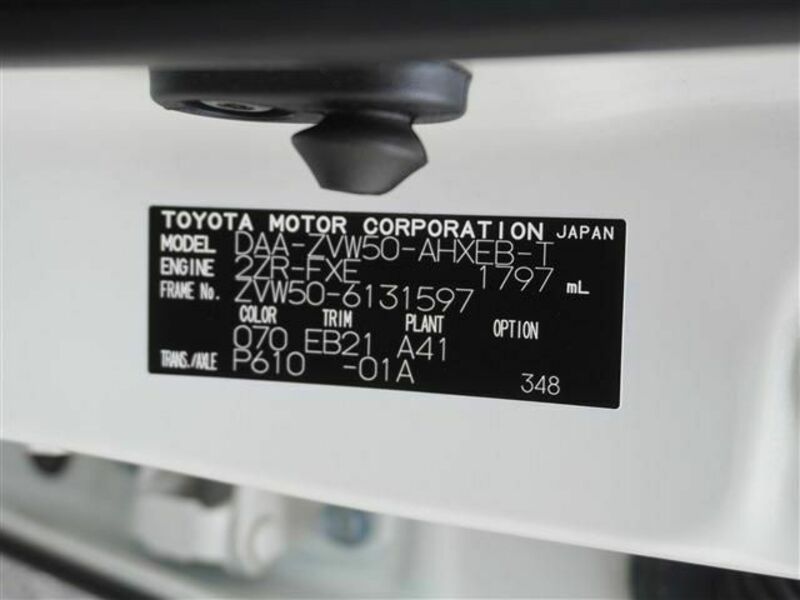 TOYOTA MOTOR CORPORATION JAPAN
MODEL DAA-ZVW50-AHXEB-T
ENGINE 2ZR-FXE 1797 mL
FRAME No. ZVW50-6131597
COLOR TRIM PLANT OPTION
070 EB21 A41
TRANS./AXLE P610 -01A 348